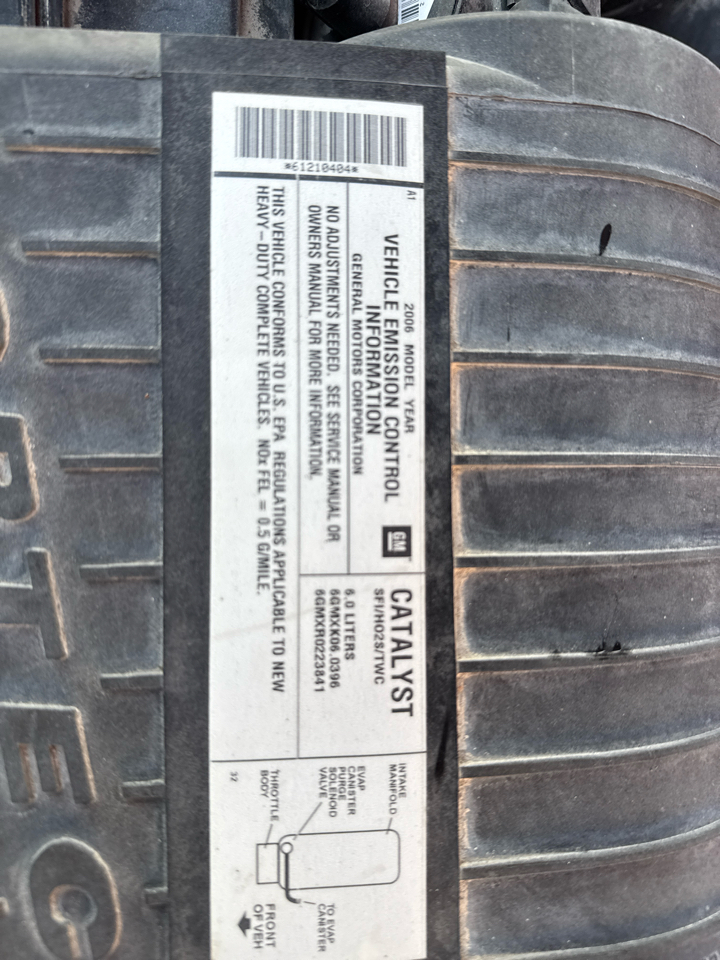 *61210404*
A1
2006 MODEL YEAR
VEHICLE EMISSION CONTROL
INFORMATION
GENERAL MOTORS CORPORATION
GM
NO ADJUSTMENTS NEEDED. SEE SERVICE MANUAL OR
OWNERS MANUAL FOR MORE INFORMATION.
THIS VEHICLE CONFORMS TO U.S. EPA REGULATIONS APPLICABLE TO NEW
HEAVY-DUTY COMPLETE VEHICLES. NOx FEL = 0.5 G/MILE.
CATALYST
SFI/HO2S/TWC
6.0 LITERS
6GMXK06.0396
6GMXR0223841
INTAKE
MANIFOLD
EVAP
CANISTER
PURGE
SOLENOID
VALVE
THROTTLE
BODY
TO EVAP
CANISTER
FRONT
OF VEH
32
RTEC